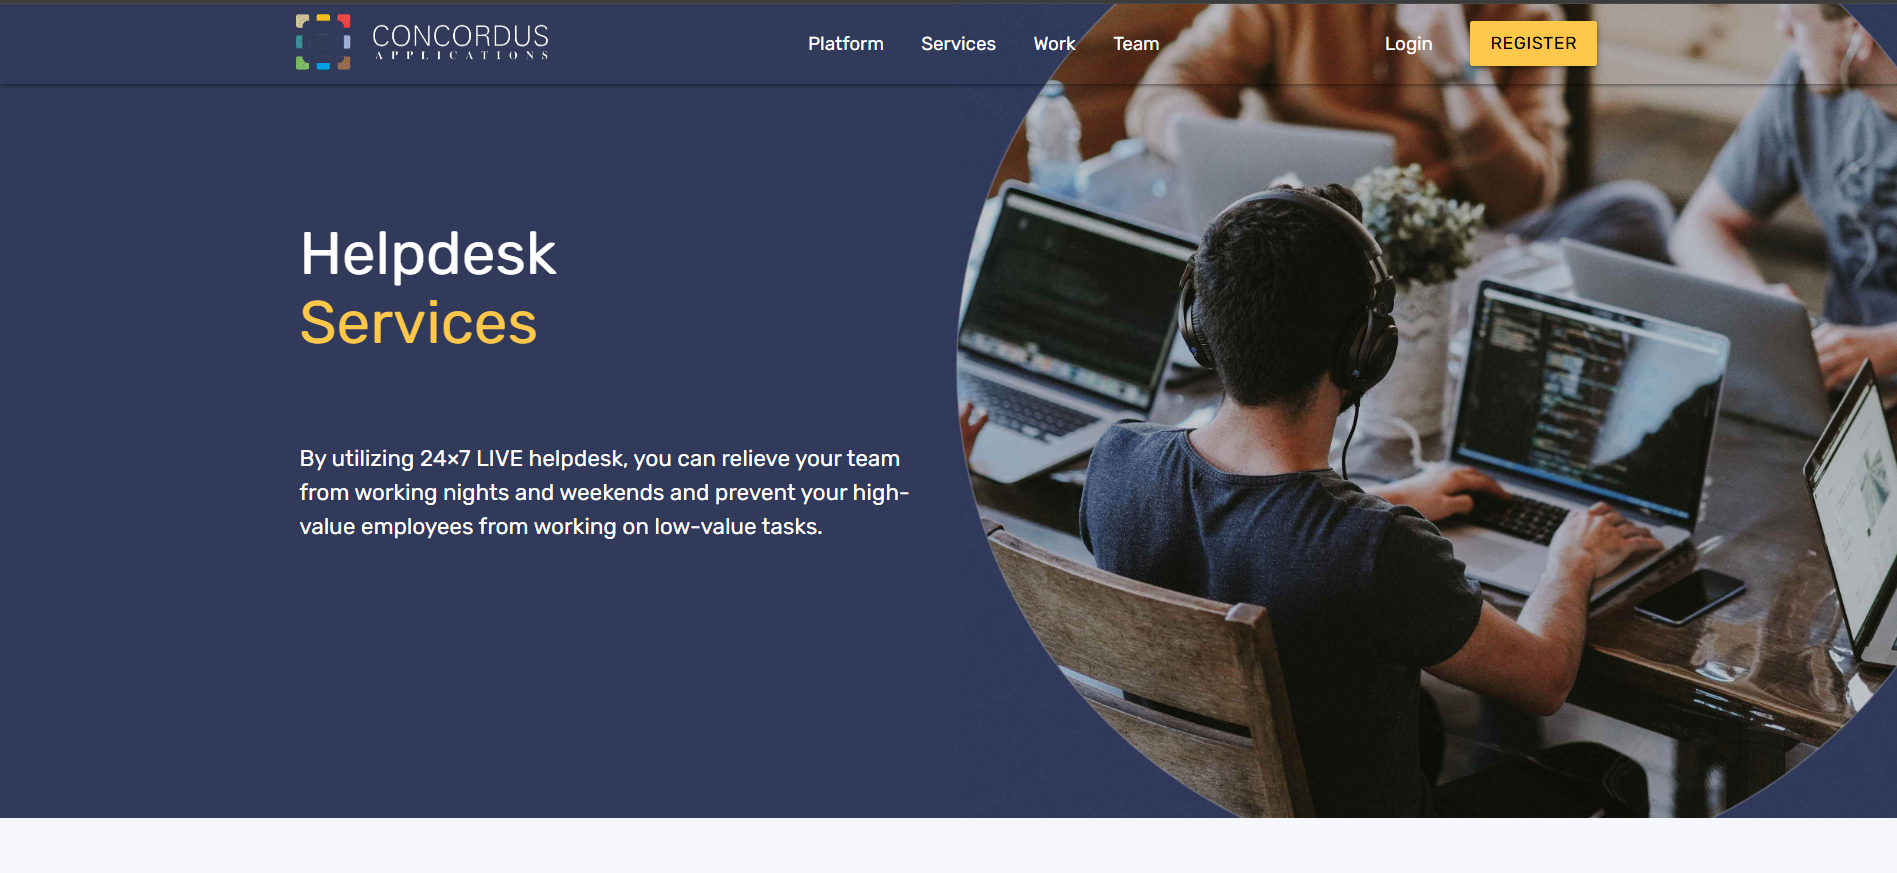 CONCORDUS
APPLICATIONS
Platform
Services
Work
Team
Login
REGISTER
Helpdesk
Services
By utilizing 24×7 LIVE helpdesk, you can relieve your team
from working nights and weekends and prevent your high-
value employees from working on low-value tasks.